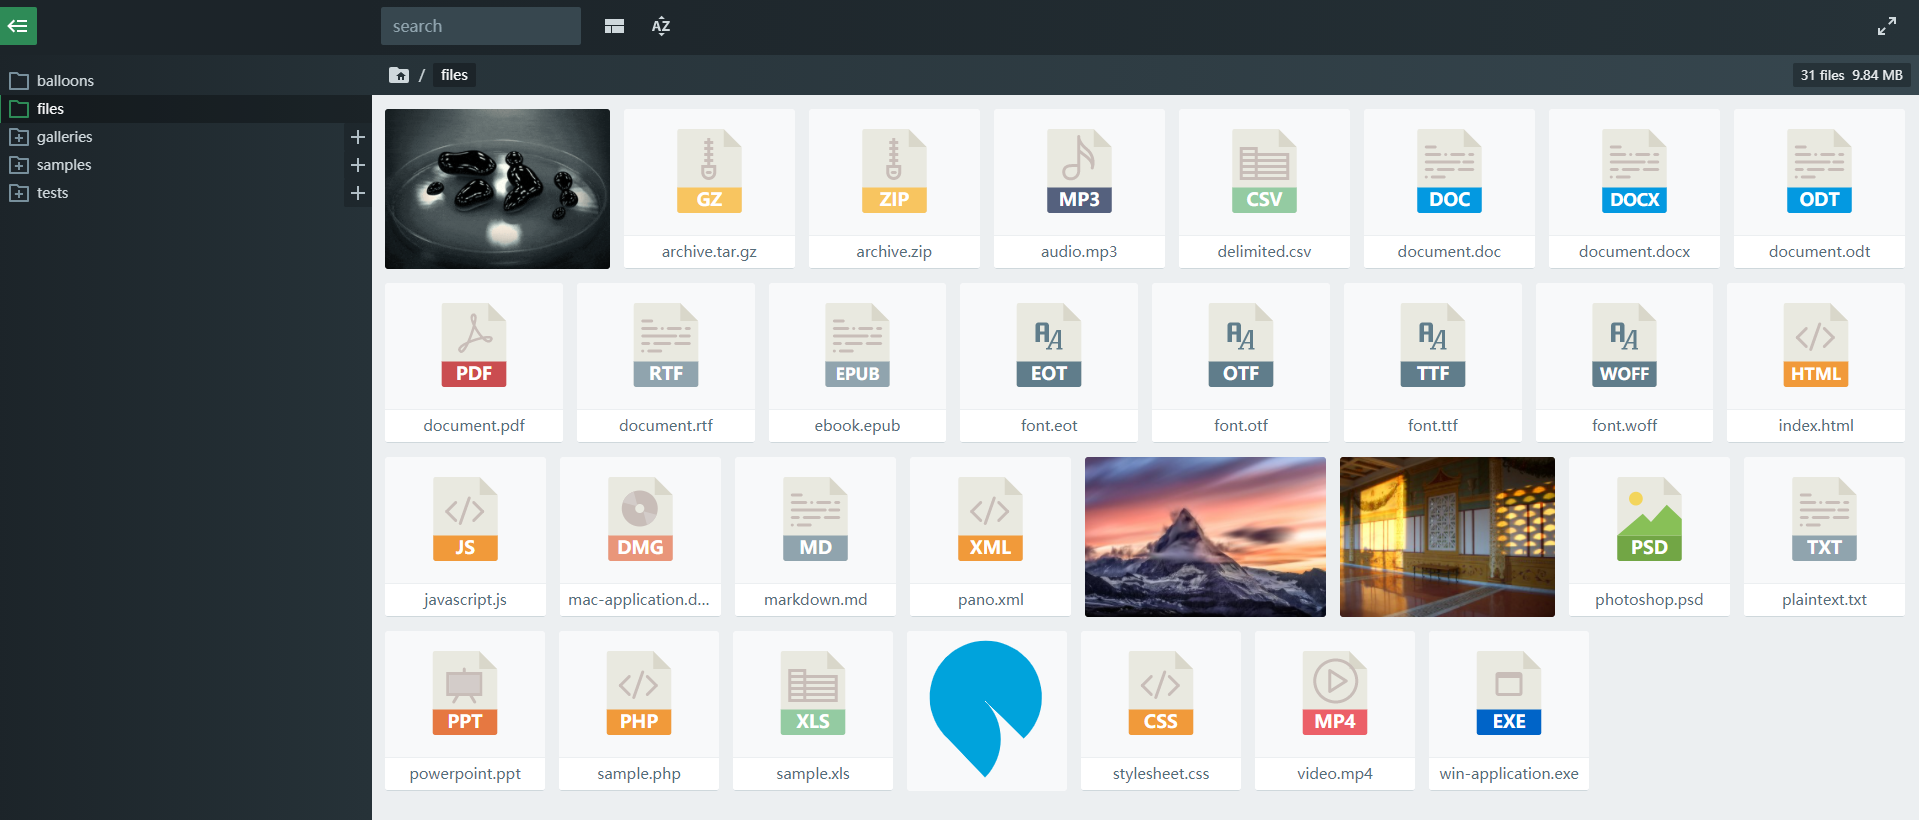 search
AZ
balloons
files
galleries
samples
tests
/ files
31 files 9.84 MB
GZ
archive.tar.gz
ZIP
archive.zip
MP3
audio.mp3
CSV
delimited.csv
DOC
document.doc
DOCX
document.docx
ODT
document.odt
PDF
document.pdf
RTF
document.rtf
EPUB
ebook.epub
AA
EOT
font.eot
AA
OTF
font.otf
AA
TTF
font.ttf
AA
WOFF
font.woff
</>
HTML
index.html
</>
JS
javascript.js
DMG
mac-application.d...
MD
markdown.md
</>
XML
pano.xml
PSD
photoshop.psd
TXT
plaintext.txt
PPT
powerpoint.ppt
</>
PHP
sample.php
XLS
sample.xls
</>
CSS
stylesheet.css
MP4
video.mp4
EXE
win-application.exe